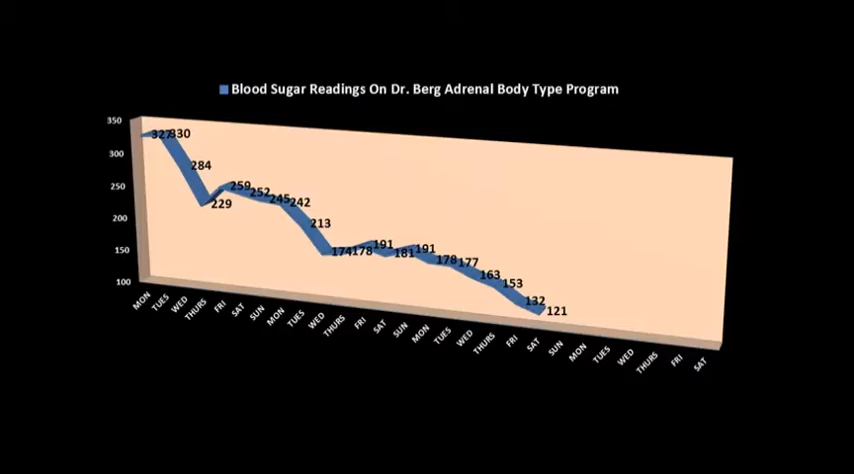 Blood Sugar Readings On Dr. Berg Adrenal Body Type Program
350
300
250
200
150
100
327 330 284 229 259 252 245 242 213 174 178 191 181 191 178 177 163 153 132 121
MON TUES WED THURS FRI SAT SUN MON TUES WED THURS FRI SAT SUN MON TUES WED THURS FRI SAT SUN MON TUES WED THURS FRI SAT